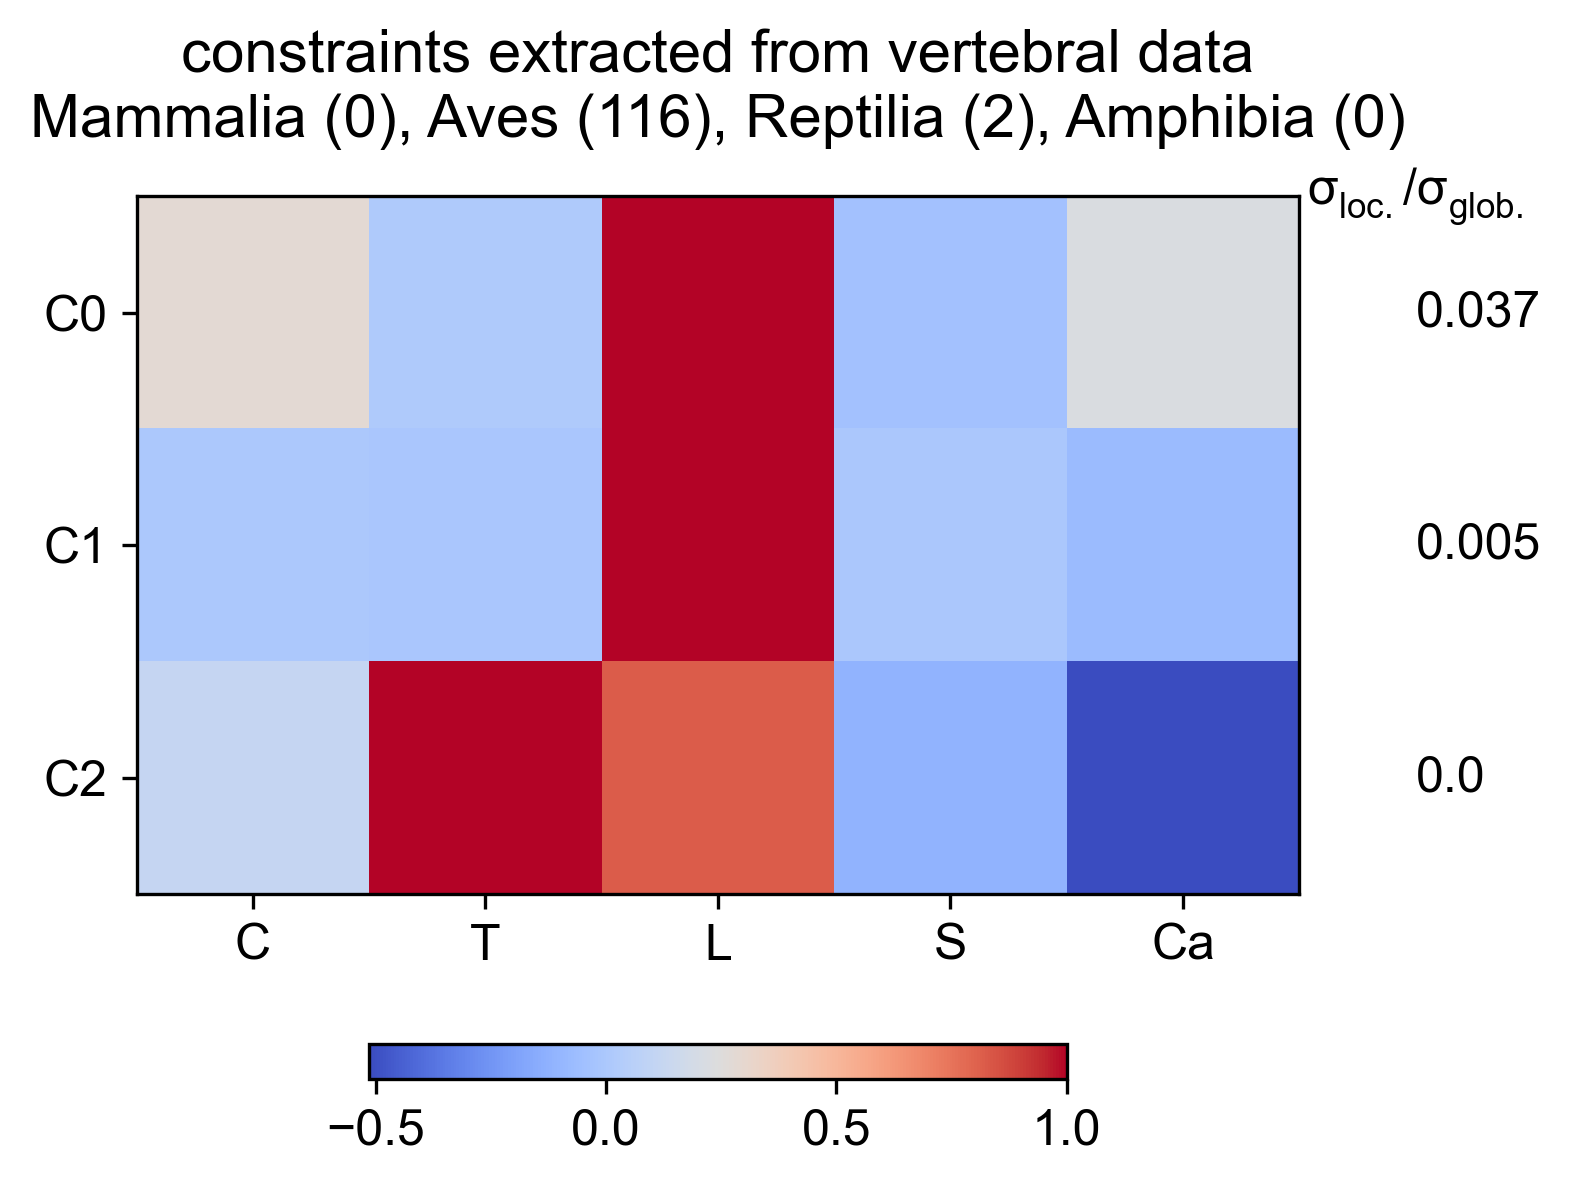 constraints extracted from vertebral data
Mammalia (0), Aves (116), Reptilia (2), Amphibia (0)
σloc. /σglob.
C0 0.037
C1 0.005
C2 0.0
C T L S Ca
−0.5 0.0 0.5 1.0